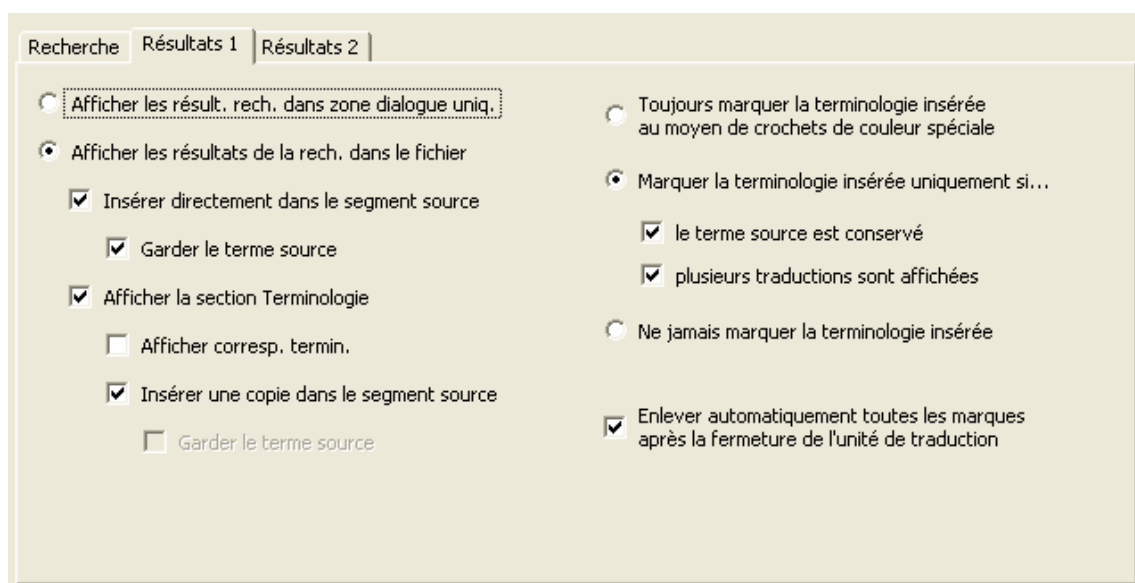 Recherche
Résultats 1
Résultats 2
Afficher les résult. rech. dans zone dialogue uniq.
Afficher les résultats de la rech. dans le fichier
Insérer directement dans le segment source
Garder le terme source
Afficher la section Terminologie
Afficher corresp. termin.
Insérer une copie dans le segment source
Garder le terme source
Toujours marquer la terminologie insérée
au moyen de crochets de couleur spéciale
Marquer la terminologie insérée uniquement si...
le terme source est conservé
plusieurs traductions sont affichées
Ne jamais marquer la terminologie insérée
Enlever automatiquement toutes les marques
après la fermeture de l'unité de traduction